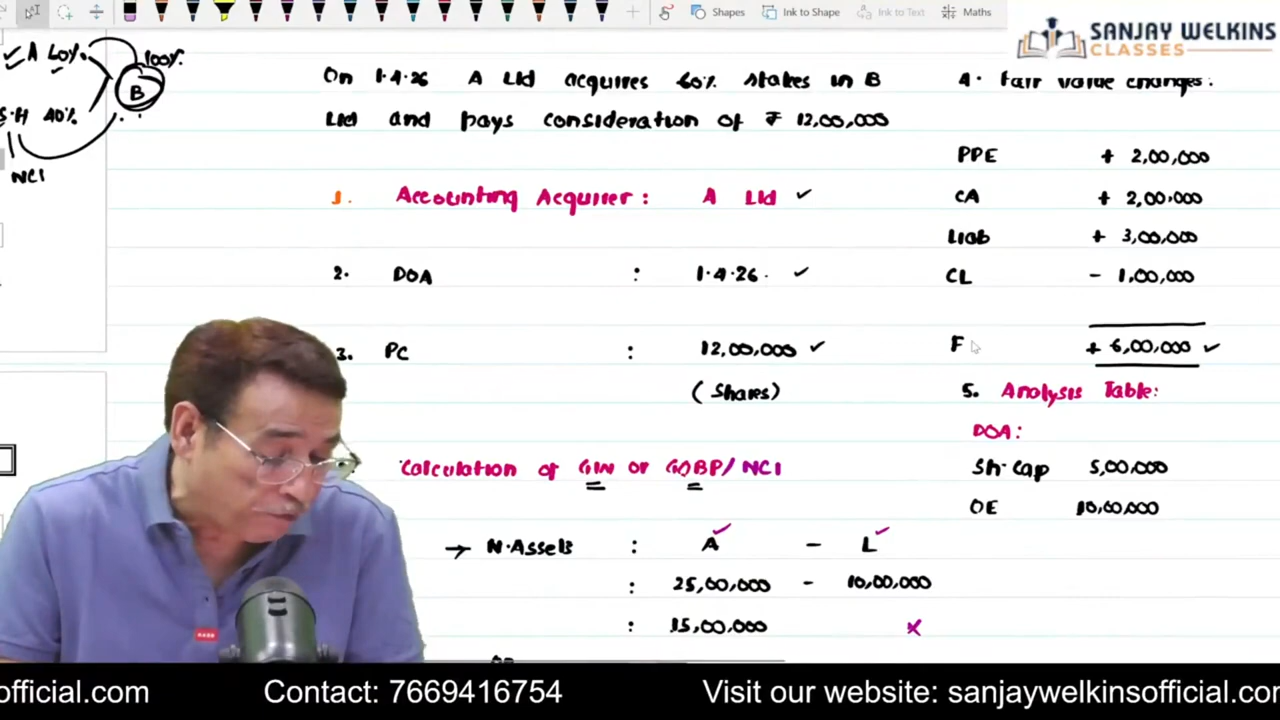 Shapes
Ink to Shape
Ink to Text
Maths
SANJAY WELKINS
CLASSES
A 60%
100%
B
S.H 40%
NCI
On 1.4.26 A Ltd acquires 60% stakes in B
Ltd and pays consideration of ₹ 12,00,000
1. Accounting Acquirer : A Ltd ✓
2. DOA : 1.4.26. ✓
3. PC : 12,00,000 ✓
(Shares)
Calculation of G/W or GOBP/NCI
→ N.Assets : A - L
: 25,00,000 - 10,00,000
: 15,00,000 x
4. Fair value changes:
PPE + 2,00,000
CA + 2,00,000
Liab + 3,00,000
CL - 1,00,000
F + 6,00,000 ✓
5. Analysis Table:
DOA:
Sh. Cap 5,00,000
OE 10,00,000
official.com
Contact: 7669416754
Visit our website: sanjaywelkinsofficial.co